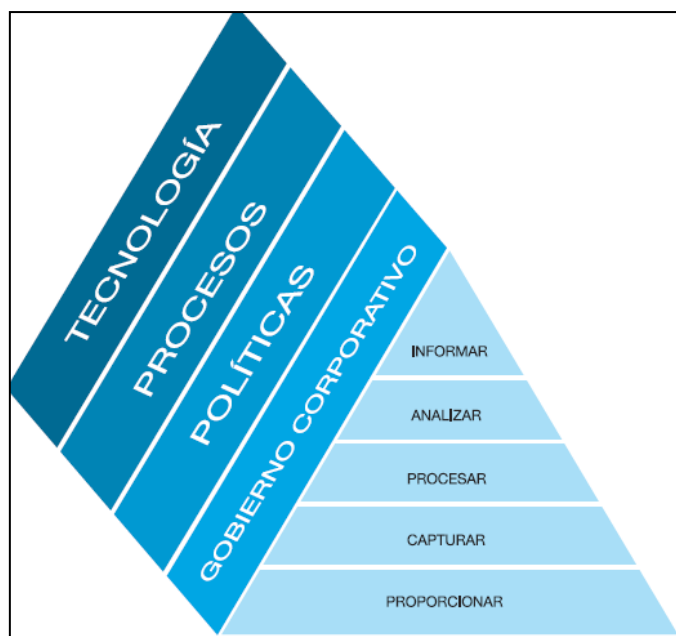 TECNOLOGÍA
PROCESOS
POLÍTICAS
GOBIERNO CORPORATIVO
INFORMAR
ANALIZAR
PROCESAR
CAPTURAR
PROPORCIONAR